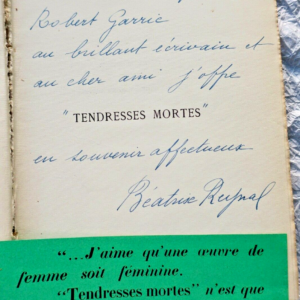 Robert Garric
au brillant écrivain et
au cher ami j'offre
"TENDRESSES MORTES"
en souvenir affectueux
Béatrix Reynal
"...J'aime qu'une œuvre de
femme soit féminine.
"Tendresses mortes" n'est que